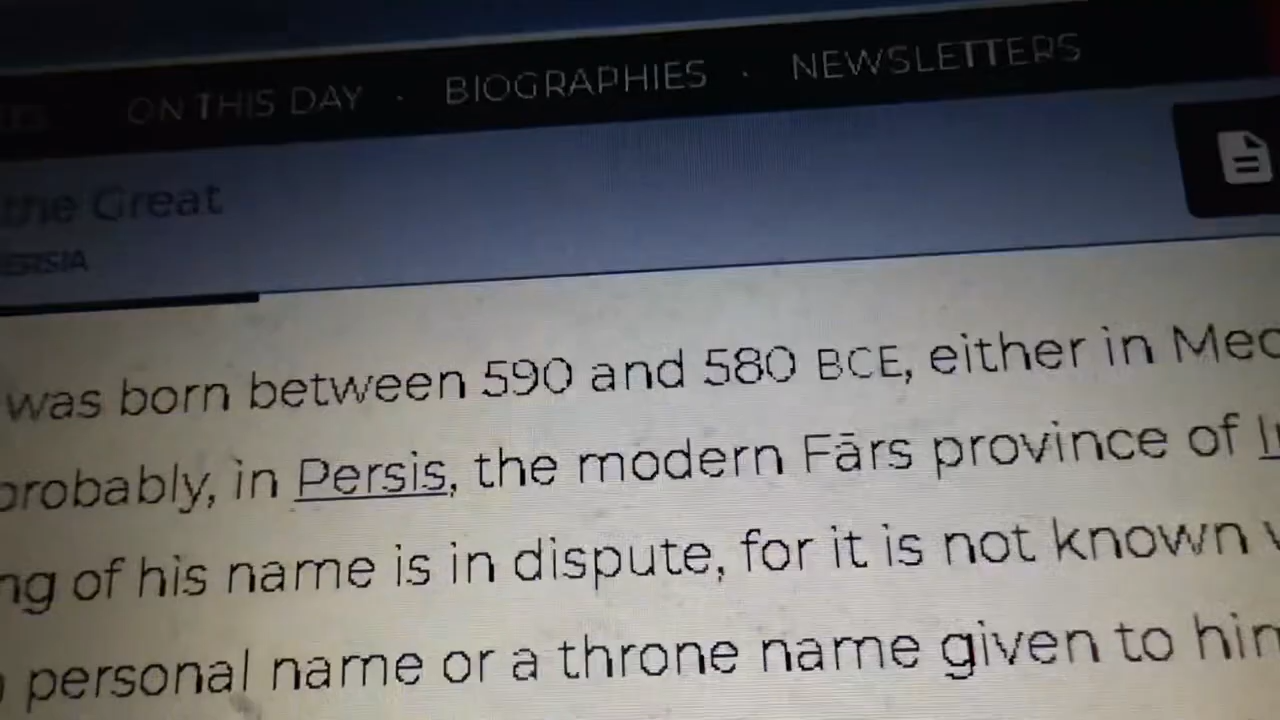 ON THIS DAY · BIOGRAPHIES · NEWSLETTERS
the Great
was born between 590 and 580 BCE, either in
probably, in Persis, the modern Fārs province of
of his name is in dispute, for it is not known
personal name or a throne name given to